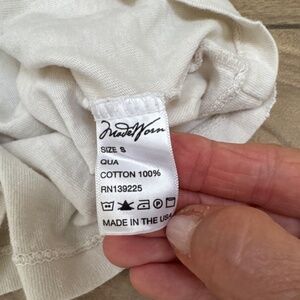 MadeWorn
SIZE S
QUA
COTTON 100%
RN139225
MADE IN THE USA